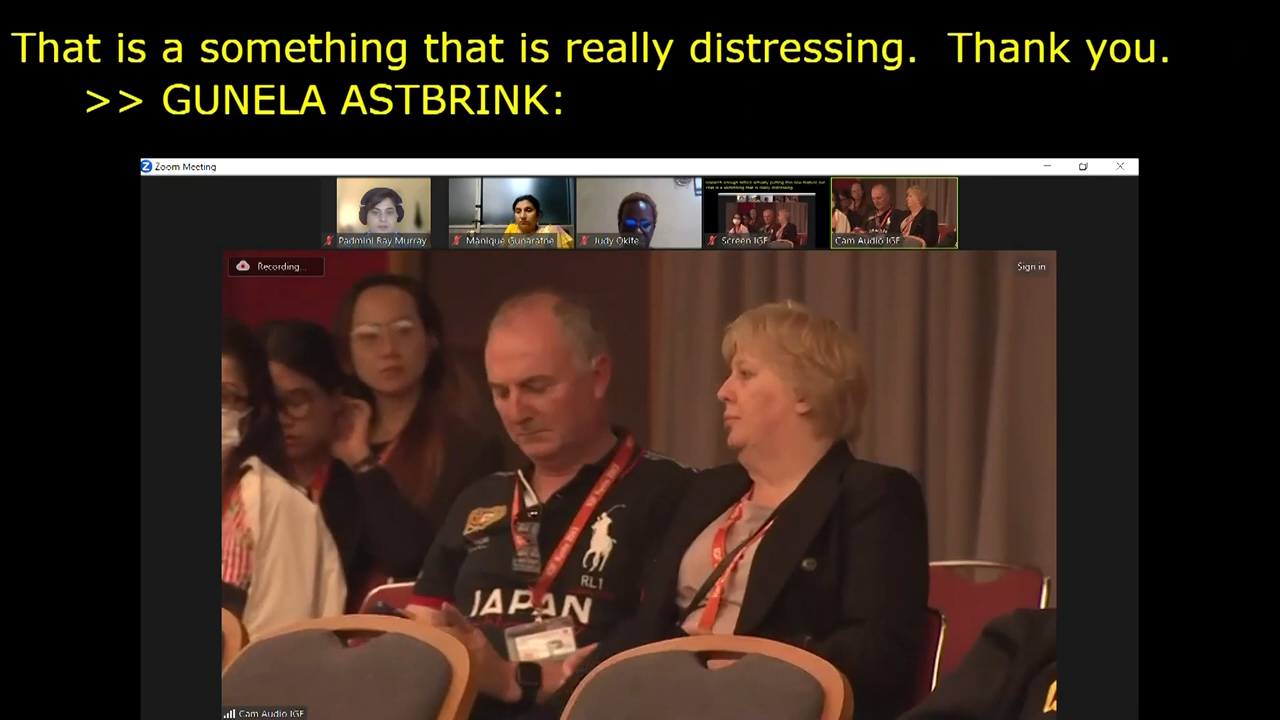 That is a something that is really distressing.  Thank you.
>> GUNELA ASTBRINK:
Zoom Meeting
Padmini Ray Murray
Manique Gunaratne
Judy Okite
Screen IGF
Cam Audio IGF
Recording...
Sign in
RL1
JAPAN
Cam Audio IGF